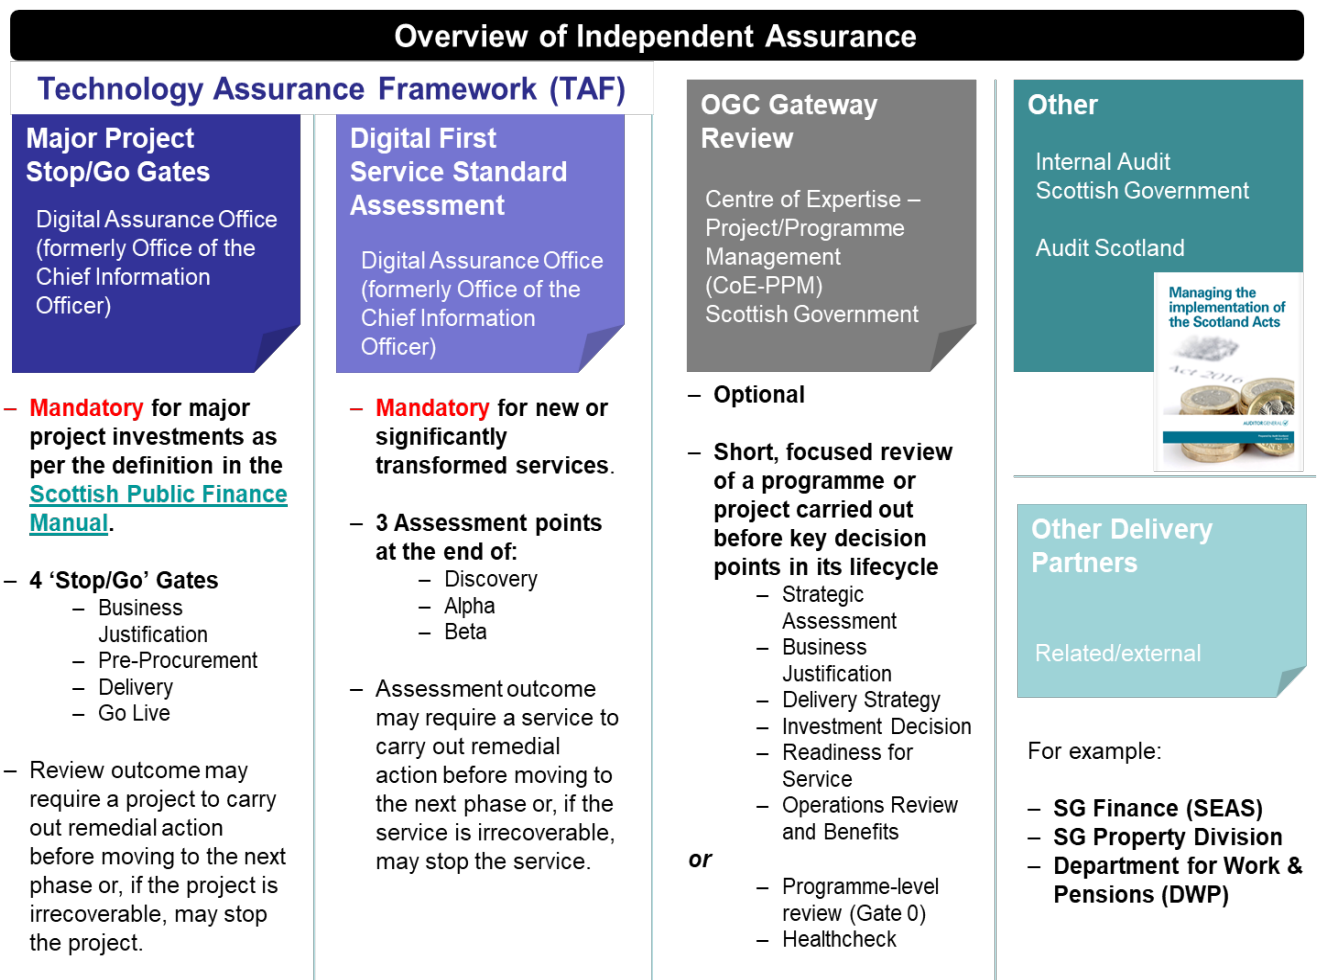 Overview of Independent Assurance
Technology Assurance Framework (TAF)
Major Project
Stop/Go Gates
Digital Assurance Office
(formerly Office of the
Chief Information
Officer)
– Mandatory for major
project investments as
per the definition in the
Scottish Public Finance
Manual.
– 4 ‘Stop/Go’ Gates
– Business
Justification
– Pre-Procurement
– Delivery
– Go Live
– Review outcome may
require a project to carry
out remedial action
before moving to the next
phase or, if the project is
irrecoverable, may stop
the project.
Digital First
Service Standard
Assessment
Digital Assurance Office
(formerly Office of the
Chief Information
Officer)
– Mandatory for new or
significantly
transformed services.
– 3 Assessment points
at the end of:
– Discovery
– Alpha
– Beta
– Assessment outcome
may require a service to
carry out remedial
action before moving to
the next phase or, if the
service is irrecoverable,
may stop the service.
OGC Gateway
Review
Centre of Expertise –
Project/Programme
Management
(CoE-PPM)
Scottish Government
– Optional
– Short, focused review
of a programme or
project carried out
before key decision
points in its lifecycle
– Strategic
Assessment
– Business
Justification
– Delivery Strategy
– Investment Decision
– Readiness for
Service
– Operations Review
and Benefits
or
– Programme-level
review (Gate 0)
– Healthcheck
Other
Internal Audit
Scottish Government
Audit Scotland
Managing the
implementation of
the Scotland Acts
Act 2016
AUDITOR GENERAL
Other Delivery
Partners
Related/external
For example:
– SG Finance (SEAS)
– SG Property Division
– Department for Work &
Pensions (DWP)